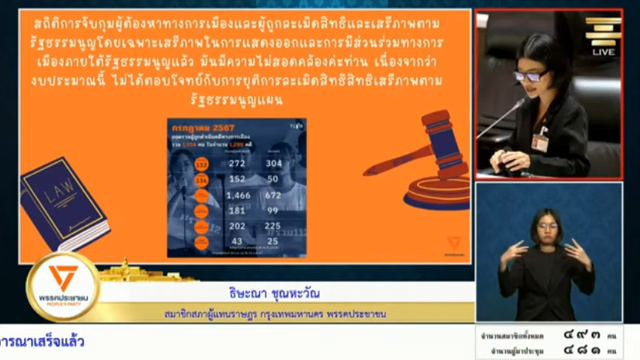 สถิติการจับกุมผู้ต้องหาทางการเมืองและผู้ถูกละเมิดสิทธิและเสรีภาพตาม
รัฐธรรมนูญโดยเฉพาะเสรีภาพในการแสดงออกและการมีส่วนร่วมทางการ
เมืองภายใต้รัฐธรรมนูญแล้ว มันมีความไม่สอดคล้องค่ะท่าน เนื่องจากว่า
งบประมาณนี้ ไม่ได้ตอบโจทย์กับการยุติการละเมิดสิทธิสิทธิเสรีภาพตาม
รัฐธรรมนูญแผน
กรกฎาคม 2567
112 272 304
116 152 50
1,466 672
181 99
202 225
43 25
LAW
LIVE
พรรคประชาชน
PEOPLE'S PARTY
ธิษะณา ชุณหะวัณ
สมาชิกสภาผู้แทนราษฎร กรุงเทพมหานคร พรรคประชาชน
ารณาเสร็จแล้ว
จำนวนสมาชิกทั้งหมด ๔๙๓ คน
จำนวนผู้มาประชุม ๔๘๑ คน